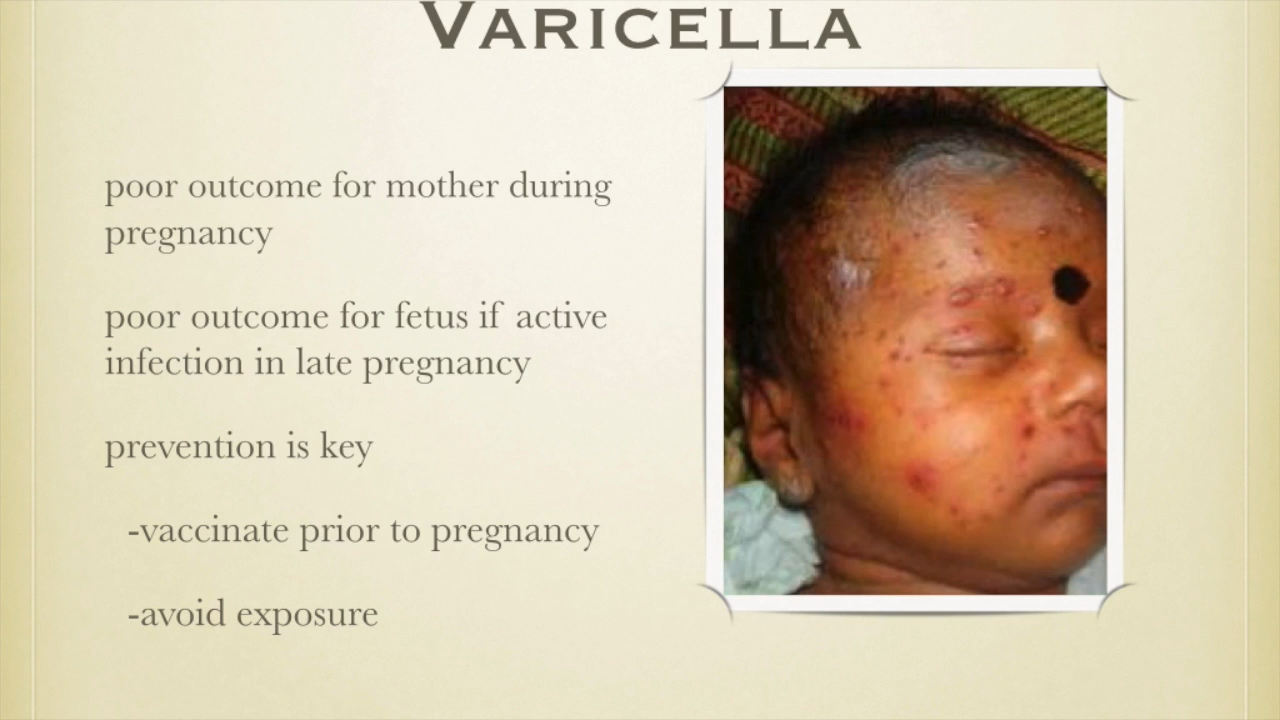 VARICELLA
poor outcome for mother during
pregnancy
poor outcome for fetus if active
infection in late pregnancy
prevention is key
-vaccinate prior to pregnancy
-avoid exposure